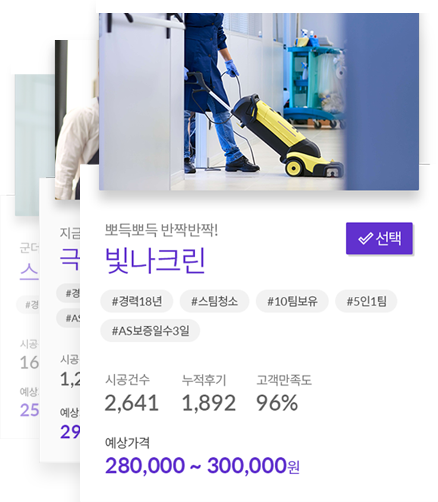 뽀득뽀득 반짝반짝!
빛나크린
선택
#경력18년 #스팀청소 #10팀보유 #5인1팀
#AS보증일수3일
시공건수 누적후기 고객만족도
2,641 1,892 96%
예상가격
280,000 ~ 300,000원
지금
극
#경
#AS
시공
1,2
예상
29
군더
스
#경
시공
16
예상
25